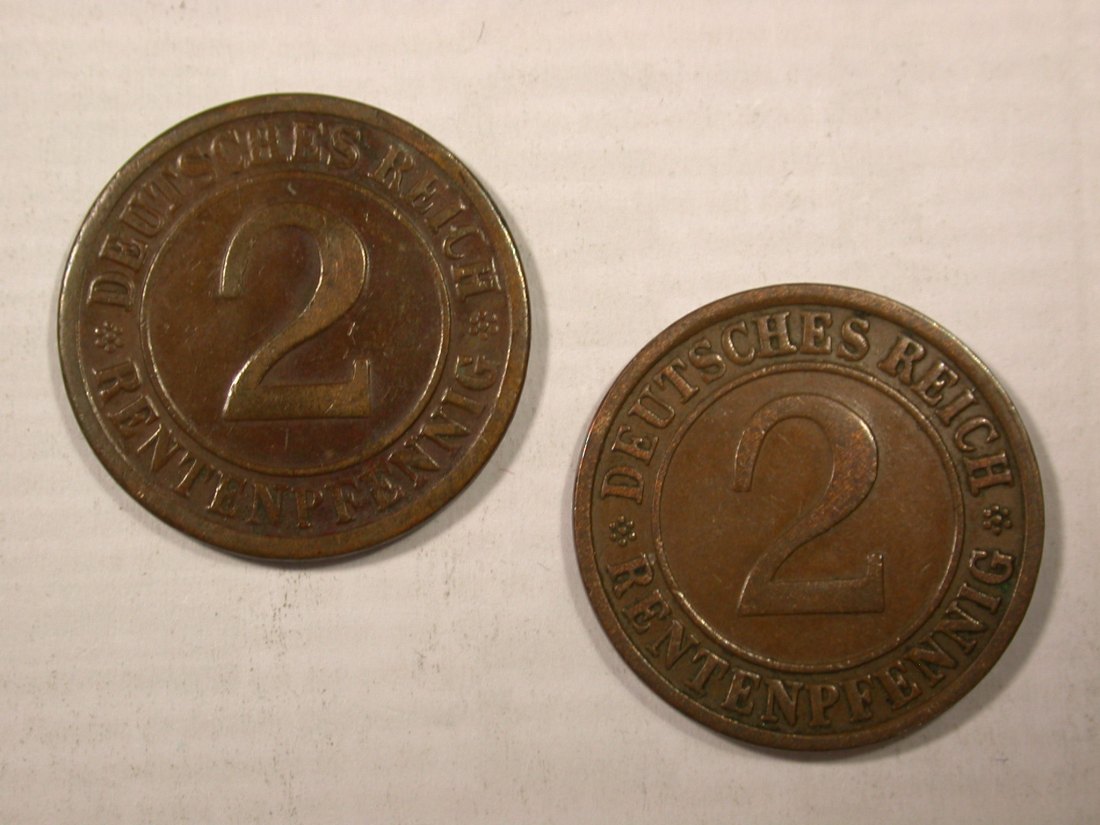 DEUTSCHES REICH
2
RENTENPFENNIG
DEUTSCHES REICH
2
RENTENPFENNIG